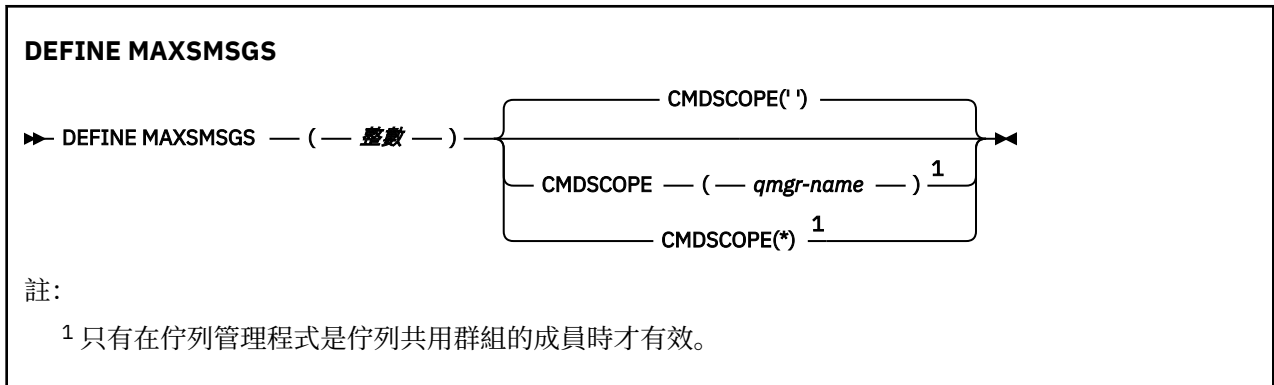 DEFINE MAXSMSGS
CMDSCOPE(' ')
DEFINE MAXSMSGS ( 整數 )
CMDSCOPE ( qmgr-name ) 1
CMDSCOPE(*) 1
註:
1 只有在佇列管理程式是佇列共用群組的成員時才有效。